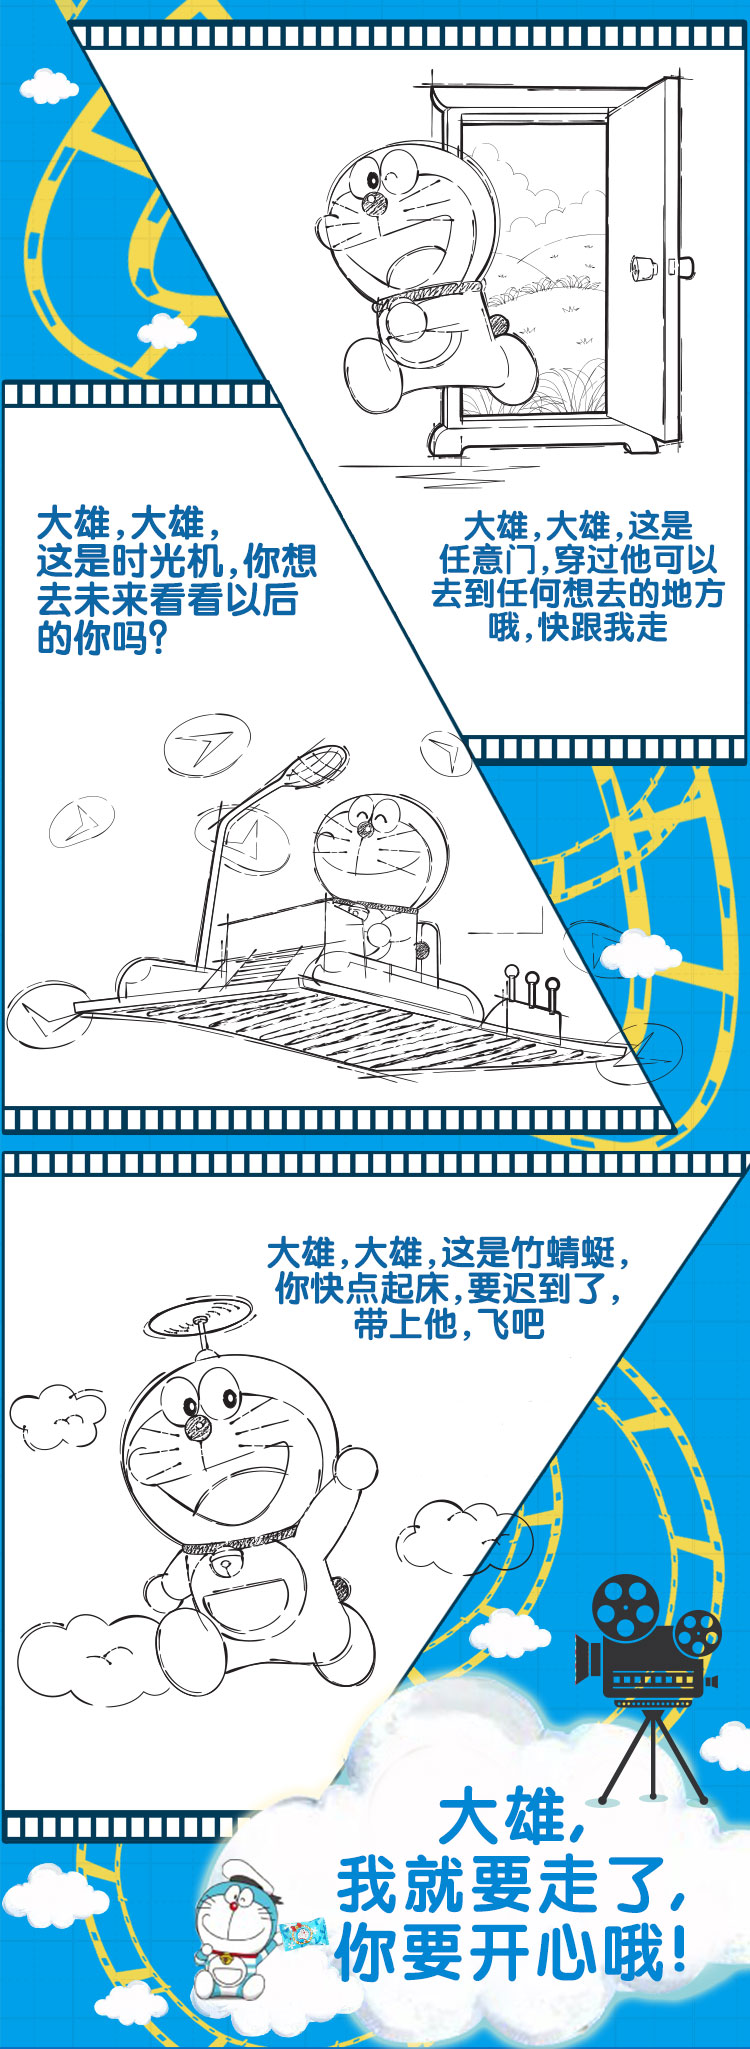 大雄,大雄,这是
任意门,穿过他可以
去到任何想去的地方
哦,快跟我走
大雄,大雄,
这是时光机,你想
去未来看看以后
的你吗?
大雄,大雄,这是竹蜻蜓,
你快点起床,要迟到了,
带上他,飞吧
大雄,
我就要走了,
你要开心哦!